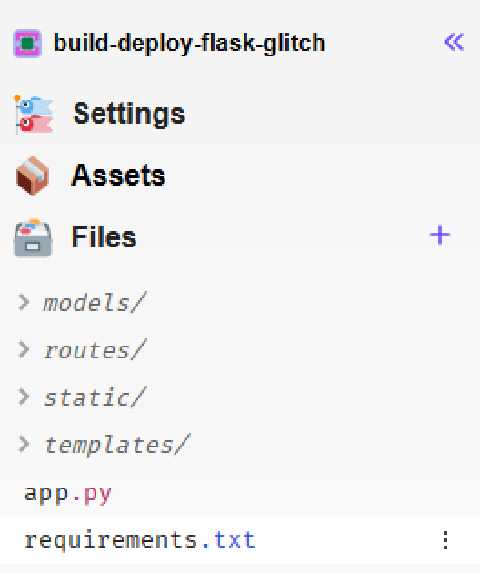 build-deploy-flask-glitch
Settings
Assets
Files
models/
routes/
static/
templates/
app.py
requirements.txt